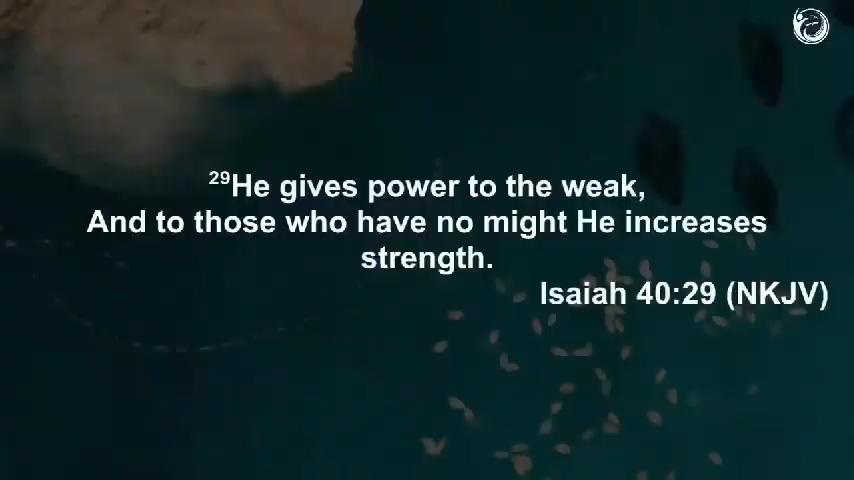 ²⁹He gives power to the weak,
And to those who have no might He increases
strength.
Isaiah 40:29 (NKJV)